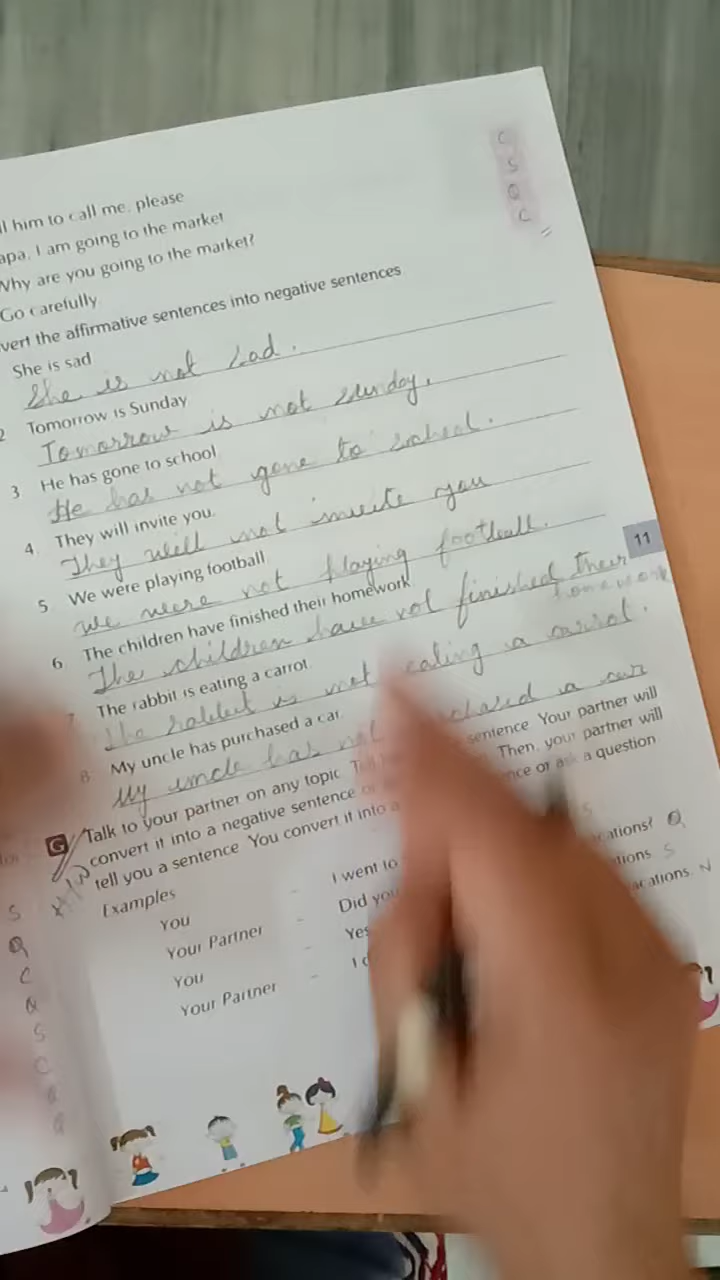 C
S
Q
C
ll him to call me, please
apa, I am going to the market
Why are you going to the market?
Go carefully
vert the affirmative sentences into negative sentences
She is sad
She is not sad.
2 Tomorrow is Sunday
Tomorrow is not sunday.
3 He has gone to school
He has not gone to school.
4. They will invite you.
They will not invite you
5 We were playing football
we were not playing football.
11
6 The children have finished their homework
The children have not finished their
homework
The rabbit is eating a carrot.
the rabbit is not eating a carrot.
8. My uncle has purchased a car.
My uncle has not a car
G Talk to your partner on any topic sentence Your partner will
convert it into a negative sentence Then, your partner will
tell you a sentence You convert it into a or ask a question
Examples
You - I went to
Your Partner - Did you
You - Yes
Your Partner -
S
Q
S
N
S
Q
C
Q
S
C